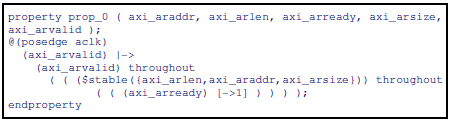 property prop_0 ( axi_araddr, axi_arlen, axi_arready, axi_arsize,
axi_arvalid );
@(posedge aclk)
(axi_arvalid) |->
(axi_arvalid) throughout
( ( ($stable({axi_arlen,axi_araddr,axi_arsize})) throughout
( ( (axi_arready) [->1] ) ) ) );
endproperty